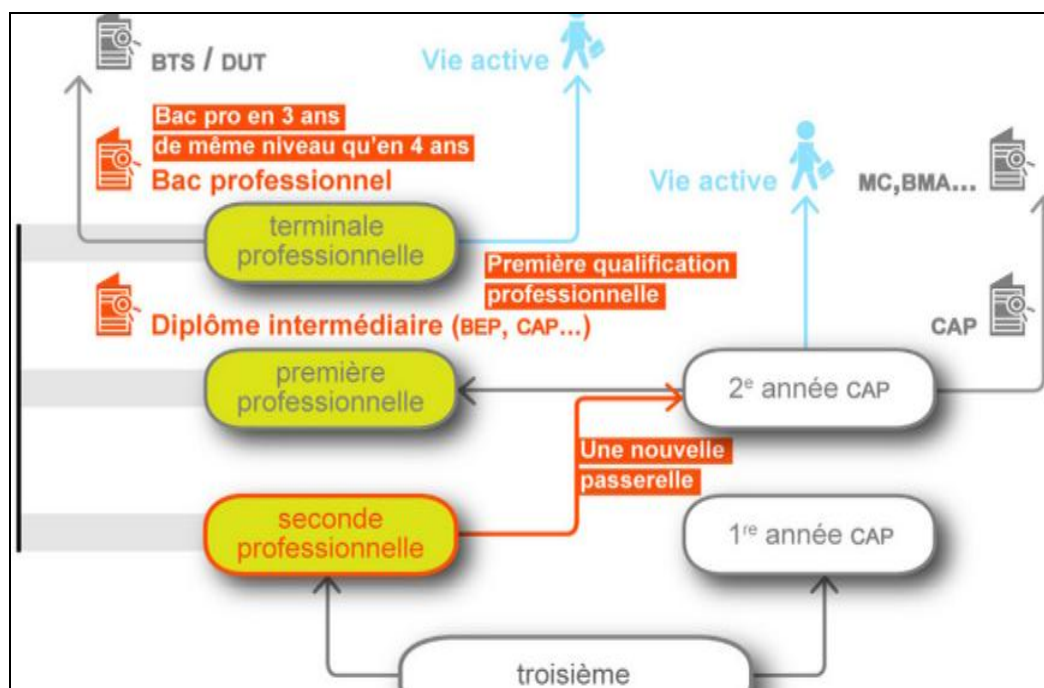 BTS / DUT
Vie active
Bac pro en 3 ans
de même niveau qu'en 4 ans
Bac professionnel
Vie active
MC,BMA...
terminale
professionnelle
Première qualification
professionnelle
Diplôme intermédiaire (BEP, CAP...)
CAP
première
professionnelle
2e année CAP
Une nouvelle
passerelle
seconde
professionnelle
1re année CAP
troisième